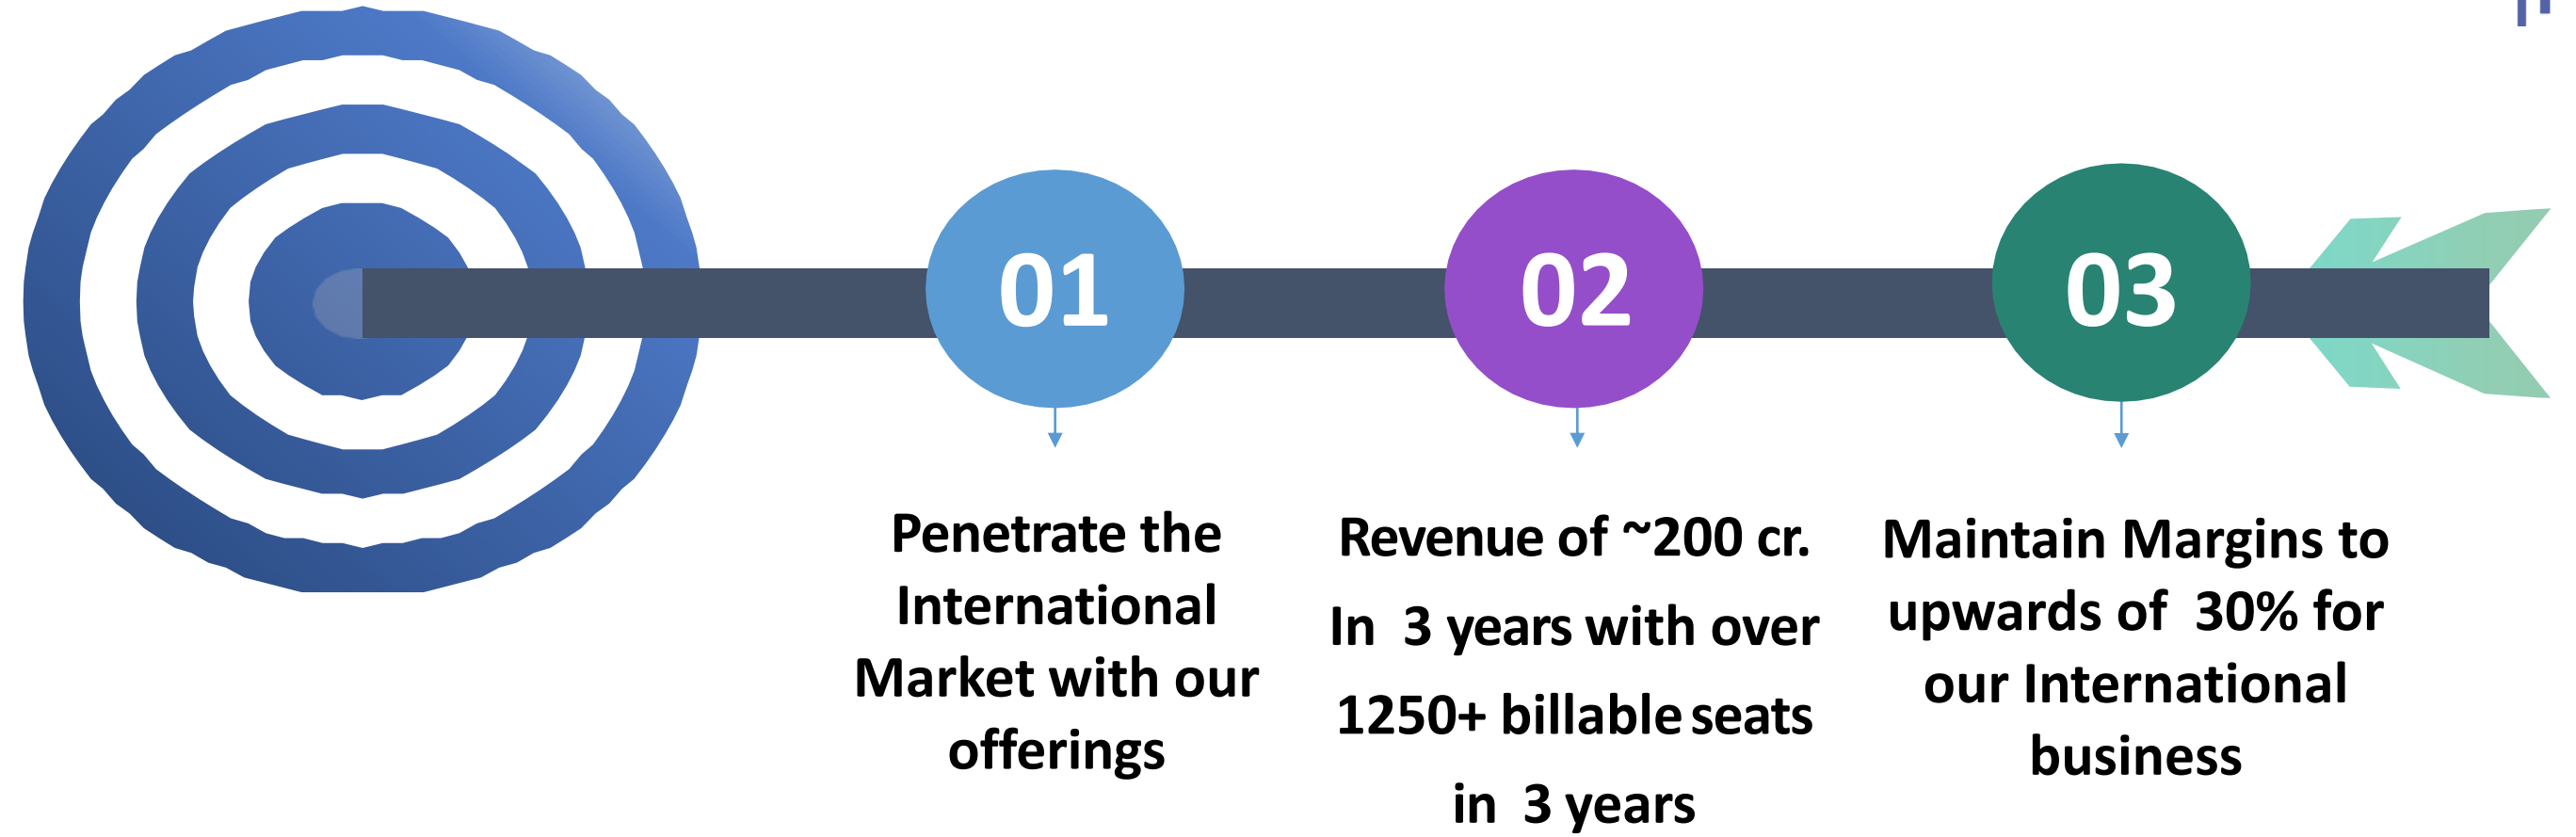 01
Penetrate the
International
Market with our
offerings
02
Revenue of ~200 cr.
In 3 years with over
1250+ billable seats
in 3 years
03
Maintain Margins to
upwards of 30% for
our International
business